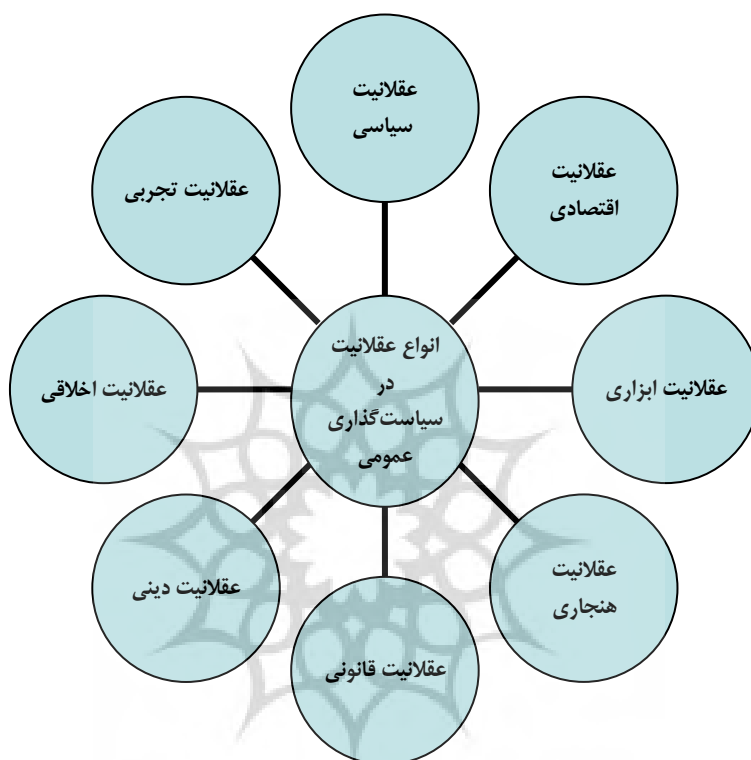 عقلانیت
سیاسی
عقلانیت
اقتصادی
عقلانیت تجربی
انواع عقلانیت
در
سیاست‌گذاری
عمومی
عقلانیت ابزاری
عقلانیت اخلاقی
عقلانیت
هنجاری
عقلانیت دینی
عقلانیت قانونی